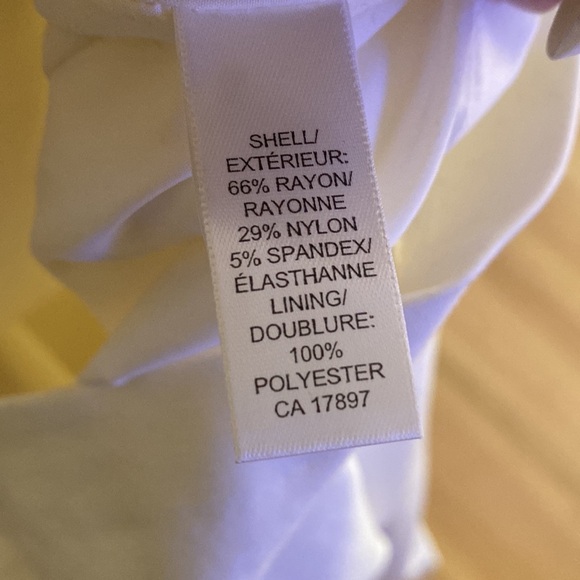 SHELL/
EXTÉRIEUR:
66% RAYON/
RAYONNE
29% NYLON
5% SPANDEX/
ÉLASTHANNE
LINING/
DOUBLURE:
100%
POLYESTER
CA 17897